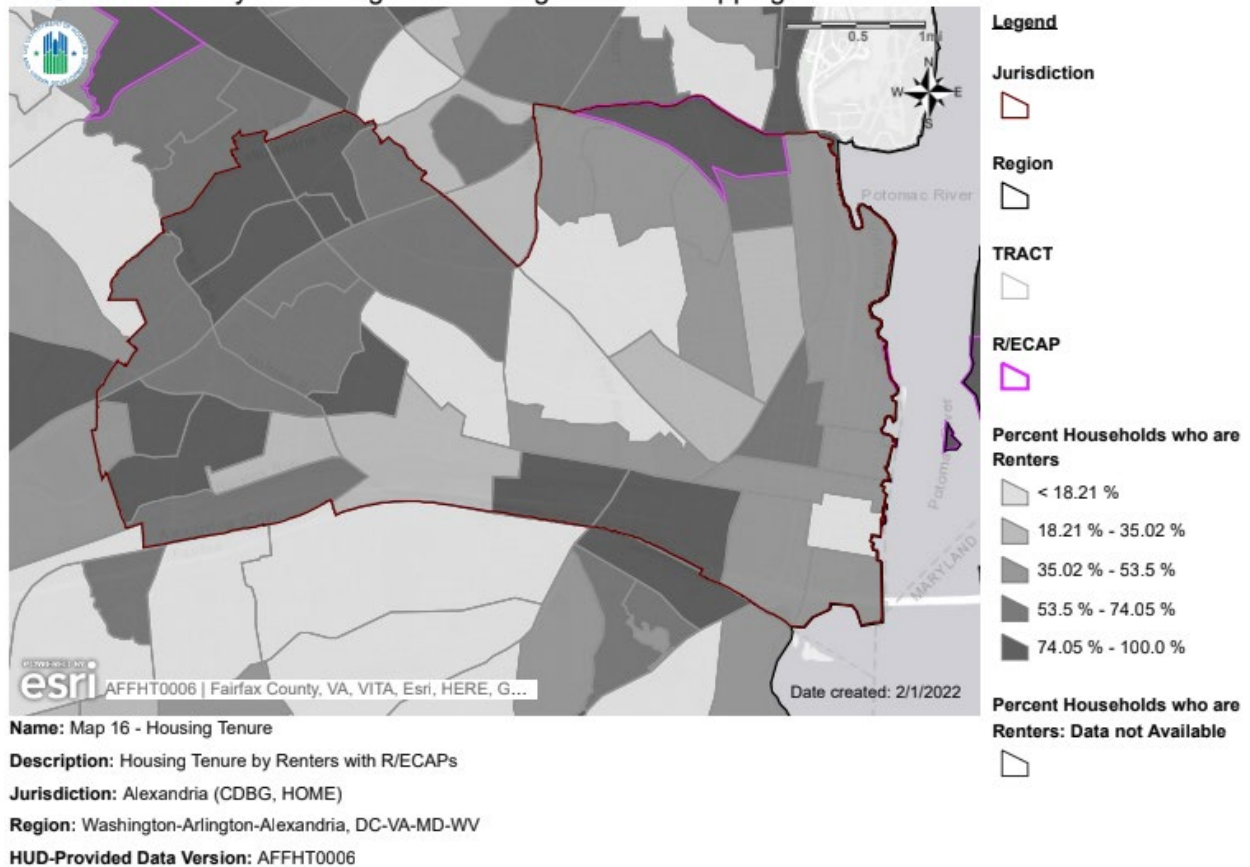 0.5 1mi
N
W E
S
Potomac River
Potomac River
MARYLAND
POWERED BY
esri
AFFHT0006 | Fairfax County, VA, VITA, Esri, HERE, G...
Date created: 2/1/2022
Legend
Jurisdiction
Region
TRACT
R/ECAP
Percent Households who are
Renters
< 18.21 %
18.21 % - 35.02 %
35.02 % - 53.5 %
53.5 % - 74.05 %
74.05 % - 100.0 %
Percent Households who are
Renters: Data not Available
Name: Map 16 - Housing Tenure
Description: Housing Tenure by Renters with R/ECAPs
Jurisdiction: Alexandria (CDBG, HOME)
Region: Washington-Arlington-Alexandria, DC-VA-MD-WV
HUD-Provided Data Version: AFFHT0006